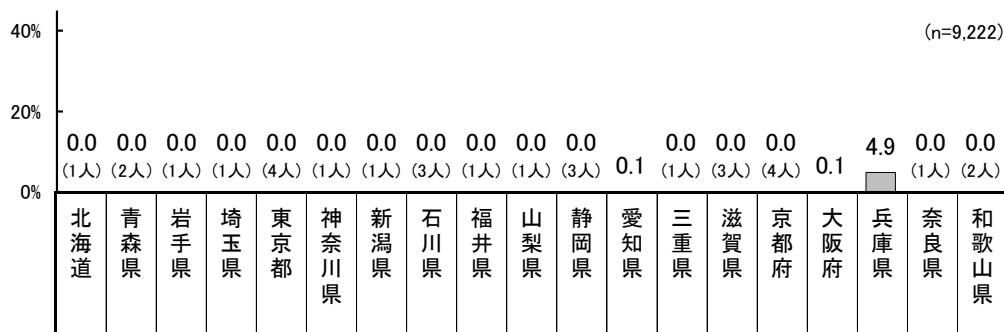 40%
(n=9,222)
20%
0.0 0.0 0.0 0.0 0.0 0.0 0.0 0.0 0.0 0.0 0.0 0.1 0.0 0.0 0.0 0.1 4.9 0.0 0.0
(1人) (2人) (1人) (1人) (4人) (1人) (1人) (3人) (1人) (1人) (3人) (1人) (3人) (4人) (1人) (2人)
0%
北海道
青森県
岩手県
埼玉県
東京都
神奈川県
新潟県
石川県
福井県
山梨県
静岡県
愛知県
三重県
滋賀県
京都府
大阪府
兵庫県
奈良県
和歌山県